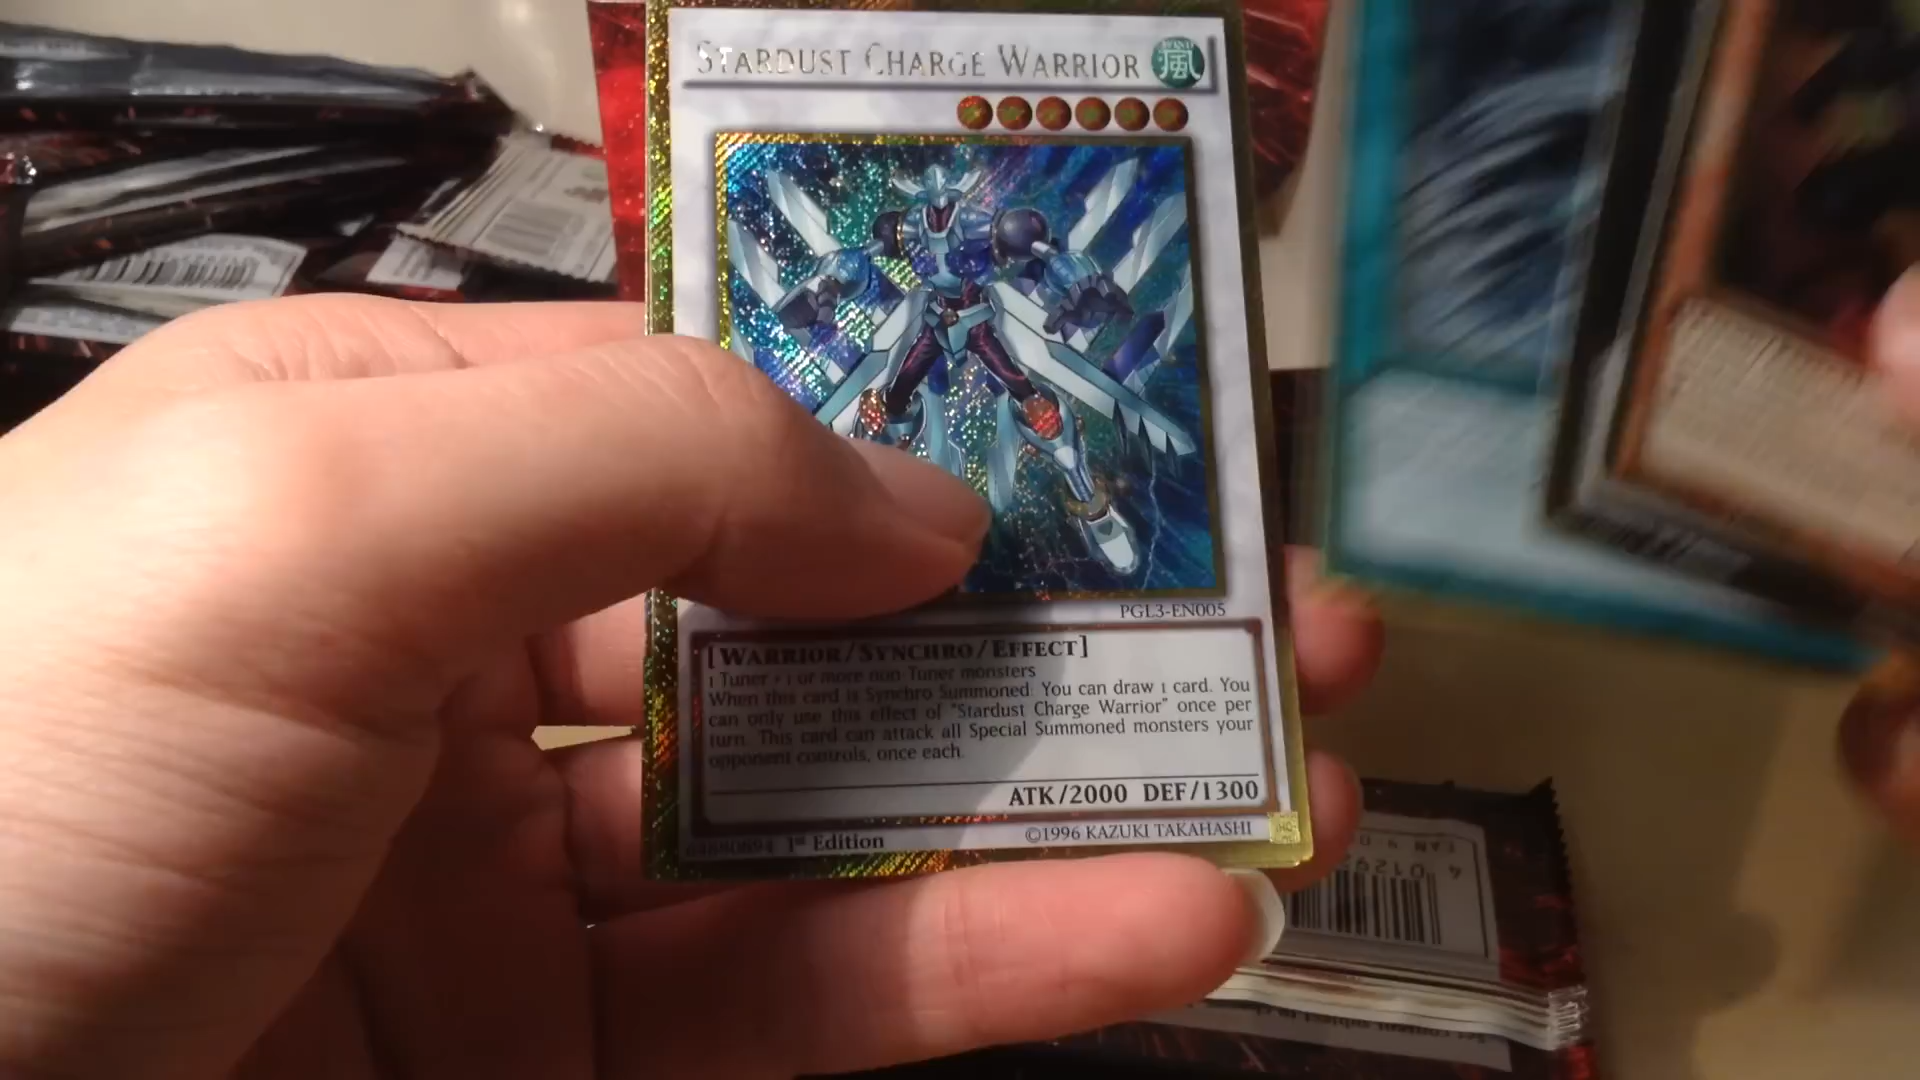 STARDUST CHARGE WARRIOR
WIND
風
PGL3-EN005
[WARRIOR/SYNCHRO/EFFECT]
1 Tuner + 1 or more non-Tuner monsters
When this card is Synchro Summoned: You can draw 1 card. You
can only use this effect of "Stardust Charge Warrior" once per
turn. This card can attack all Special Summoned monsters your
opponent controls, once each.
ATK/2000 DEF/1300
1st Edition
©1996 KAZUKI TAKAHASHI